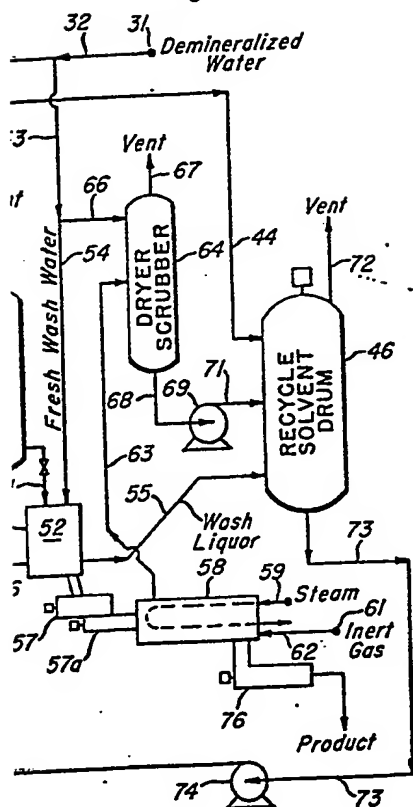 32
31
Demineralized
Water
Vent
67
66
54
Fresh Wash Water
64
DRYER
SCRUBBER
44
Vent
72
46
RECYCLE
SOLVENT
DRUM
71
69
68
63
55
Wash
Liquor
52
73
58
59
Steam
61
Inert
Gas
62
57
57a
76
Product
74
73